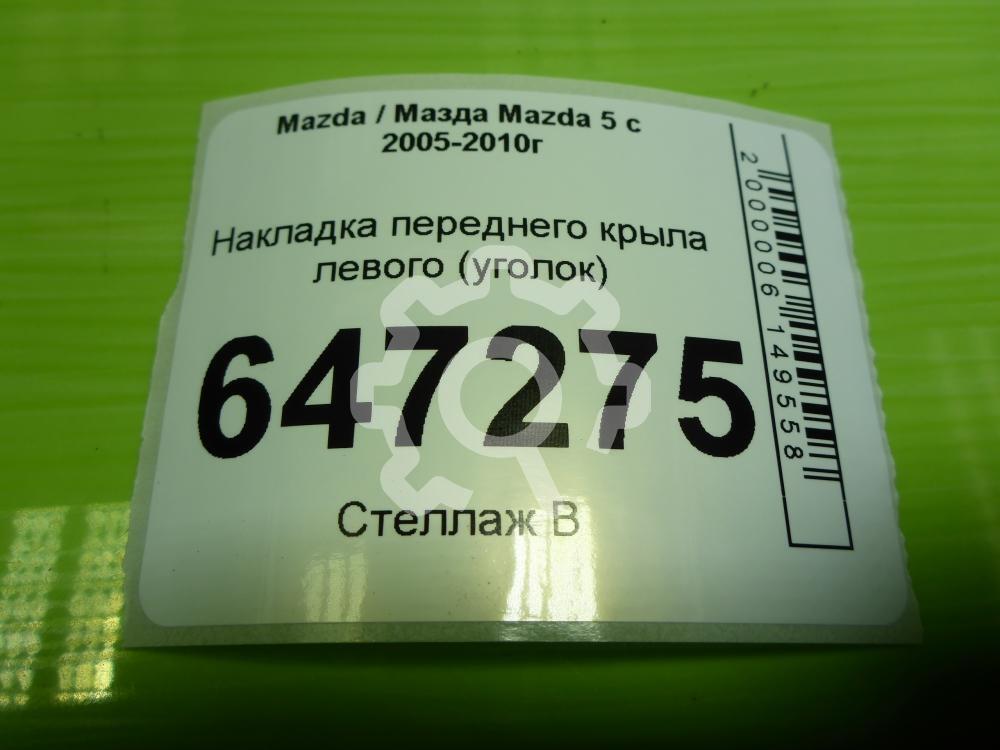 Mazda / Мазда Mazda 5 с
2005-2010г
Накладка переднего крыла
левого (уголок)
647275
Стеллаж В
2000006149558